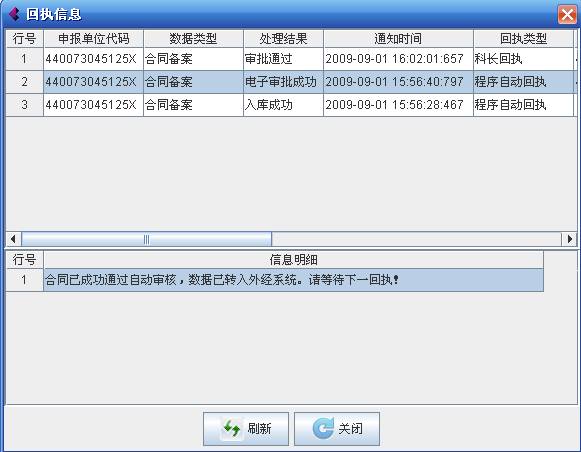 回执信息
行号 申报单位代码 数据类型 处理结果 通知时间 回执类型
1 440073045125X 合同备案 审批通过 2009-09-01 16:02:01:657 科长回执
2 440073045125X 合同备案 电子审批成功 2009-09-01 15:56:40:797 程序自动回执
3 440073045125X 合同备案 入库成功 2009-09-01 15:56:28:467 程序自动回执
行号 信息明细
1 合同已成功通过自动审核，数据已转入外经系统。请等待下一回执！
刷新 关闭